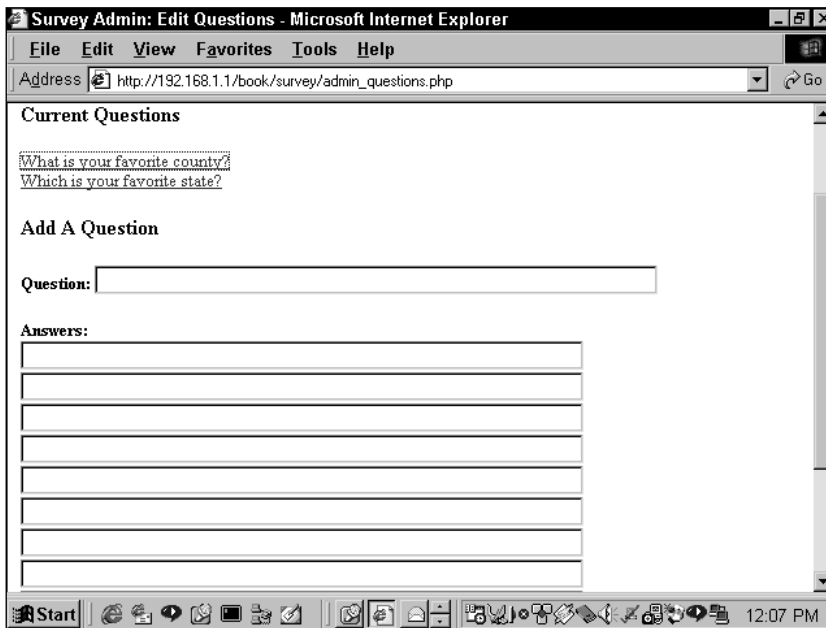 Survey Admin: Edit Questions - Microsoft Internet Explorer
File Edit View Favorites Tools Help
Address http://192.168.1.1/book/survey/admin_questions.php Go
Current Questions
What is your favorite county?
Which is your favorite state?
Add A Question
Question:
Answers:
Start 12:07 PM